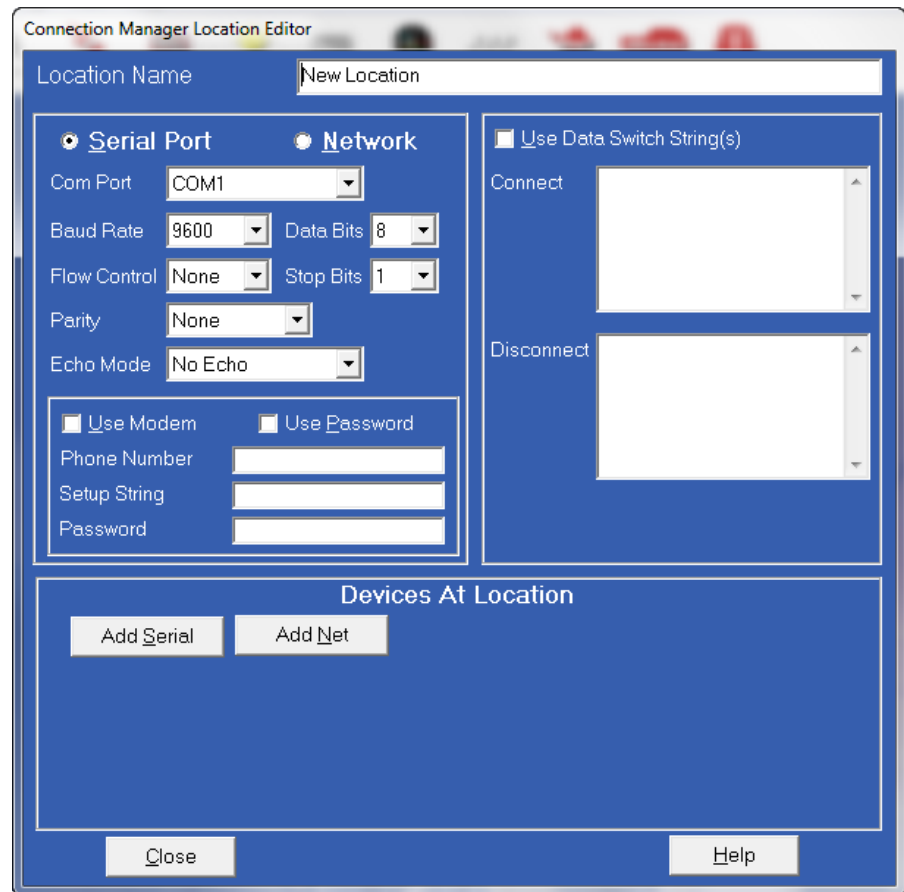 Connection Manager Location Editor
Location Name New Location
Serial Port Network
Com Port COM1
Baud Rate 9600 Data Bits 8
Flow Control None Stop Bits 1
Parity None
Echo Mode No Echo
Use Modem Use Password
Phone Number
Setup String
Password
Use Data Switch String(s)
Connect
Disconnect
Devices At Location
Add Serial Add Net
Close Help